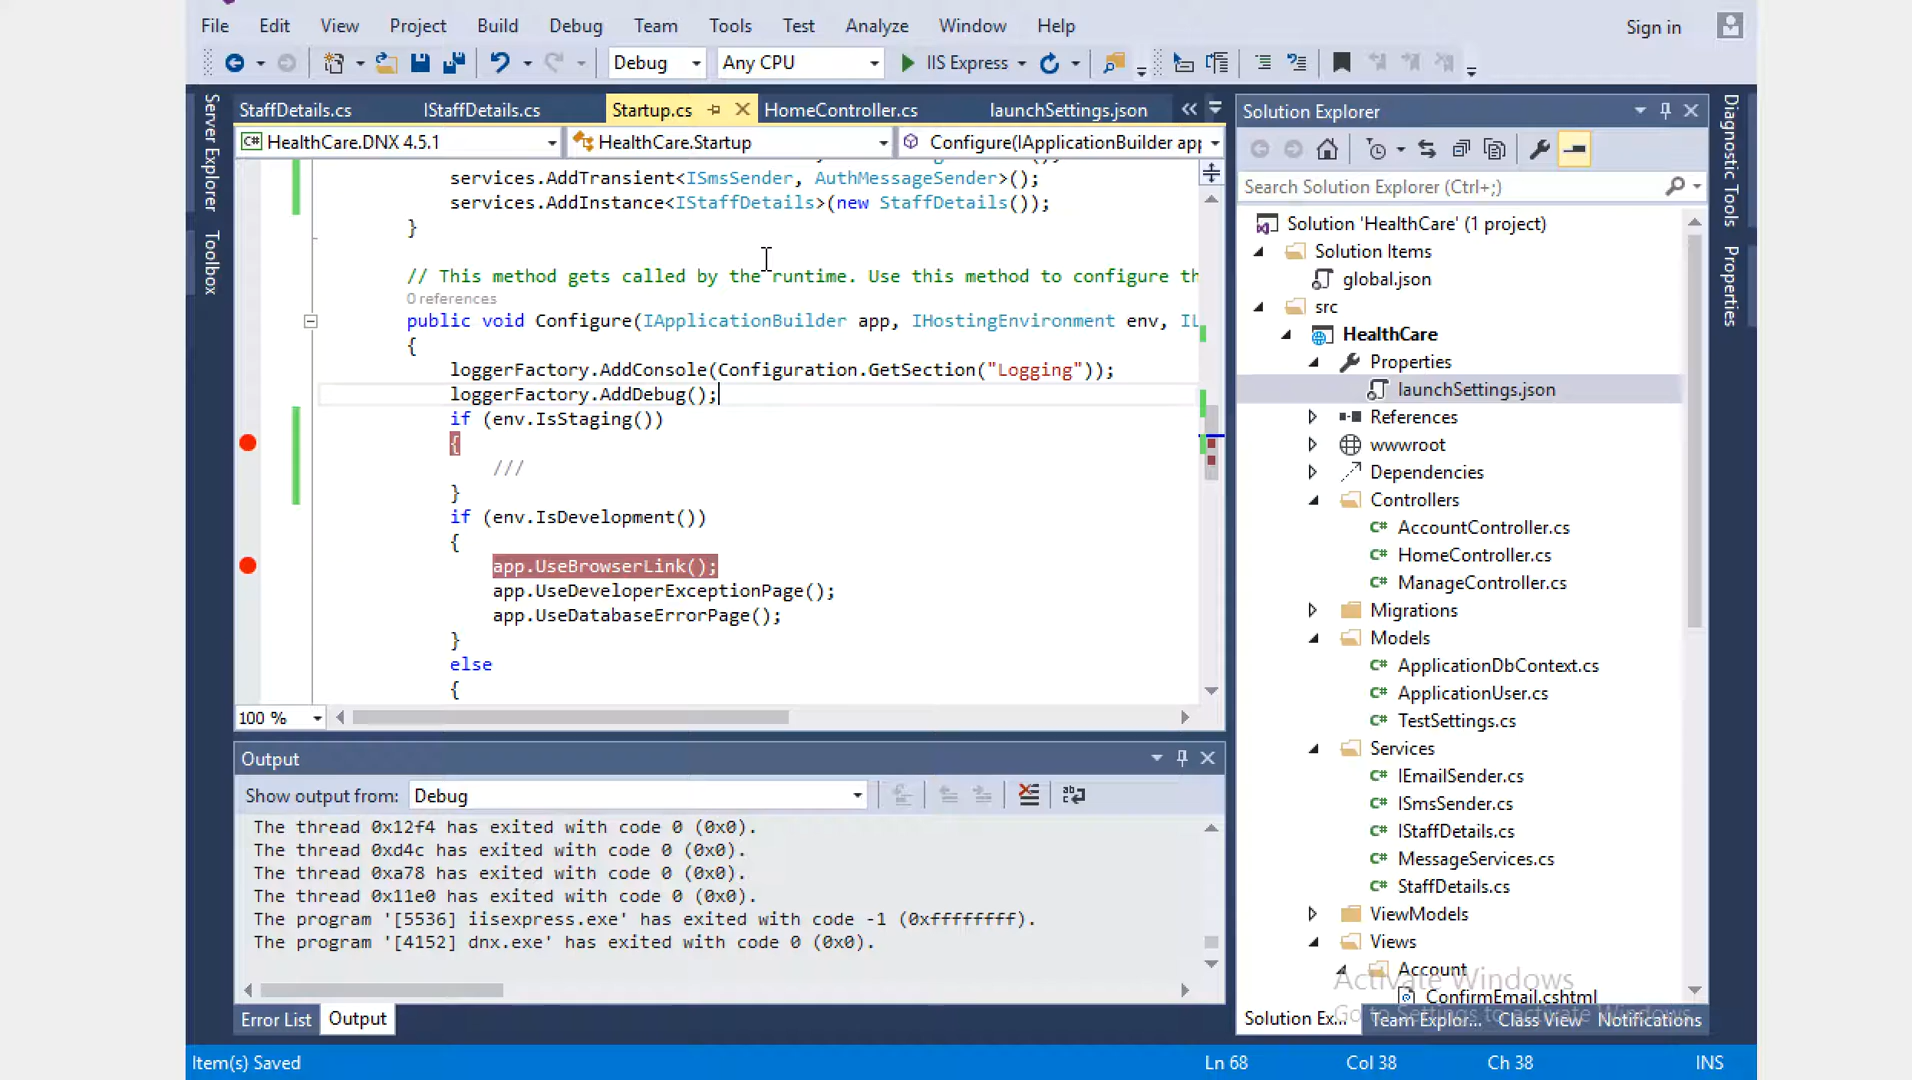 File Edit View Project Build Debug Team Tools Test Analyze Window Help
Sign in
Debug Any CPU IIS Express
StaffDetails.cs IStaffDetails.cs Startup.cs HomeController.cs launchSettings.json
HealthCare.DNX 4.5.1 HealthCare.Startup Configure(IApplicationBuilder app
services.AddTransient<ISmsSender, AuthMessageSender>();
services.AddInstance<IStaffDetails>(new StaffDetails());
}
// This method gets called by the runtime. Use this method to configure th
0 references
public void Configure(IApplicationBuilder app, IHostingEnvironment env, IL
{
loggerFactory.AddConsole(Configuration.GetSection("Logging"));
loggerFactory.AddDebug();
if (env.IsStaging())
{
///
}
if (env.IsDevelopment())
{
app.UseBrowserLink();
app.UseDeveloperExceptionPage();
app.UseDatabaseErrorPage();
}
else
{
100 %
Server Explorer
Toolbox
Output
Show output from: Debug
The thread 0x12f4 has exited with code 0 (0x0).
The thread 0xd4c has exited with code 0 (0x0).
The thread 0xa78 has exited with code 0 (0x0).
The thread 0x11e0 has exited with code 0 (0x0).
The program '[5536] iisexpress.exe' has exited with code -1 (0xffffffff).
The program '[4152] dnx.exe' has exited with code 0 (0x0).
Error List Output
Solution Explorer
Search Solution Explorer (Ctrl+;)
Solution 'HealthCare' (1 project)
Solution Items
global.json
src
HealthCare
Properties
launchSettings.json
References
wwwroot
Dependencies
Controllers
C# AccountController.cs
C# HomeController.cs
C# ManageController.cs
Migrations
Models
C# ApplicationDbContext.cs
C# ApplicationUser.cs
C# TestSettings.cs
Services
C# IEmailSender.cs
C# ISmsSender.cs
C# IStaffDetails.cs
C# MessageServices.cs
C# StaffDetails.cs
ViewModels
Views
Account
ConfirmEmail.cshtml
Activate Windows
Go to Settings to activate Windows.
Solution Ex... Team Explor... Class View Notifications
Diagnostic Tools
Properties
Item(s) Saved Ln 68 Col 38 Ch 38 INS